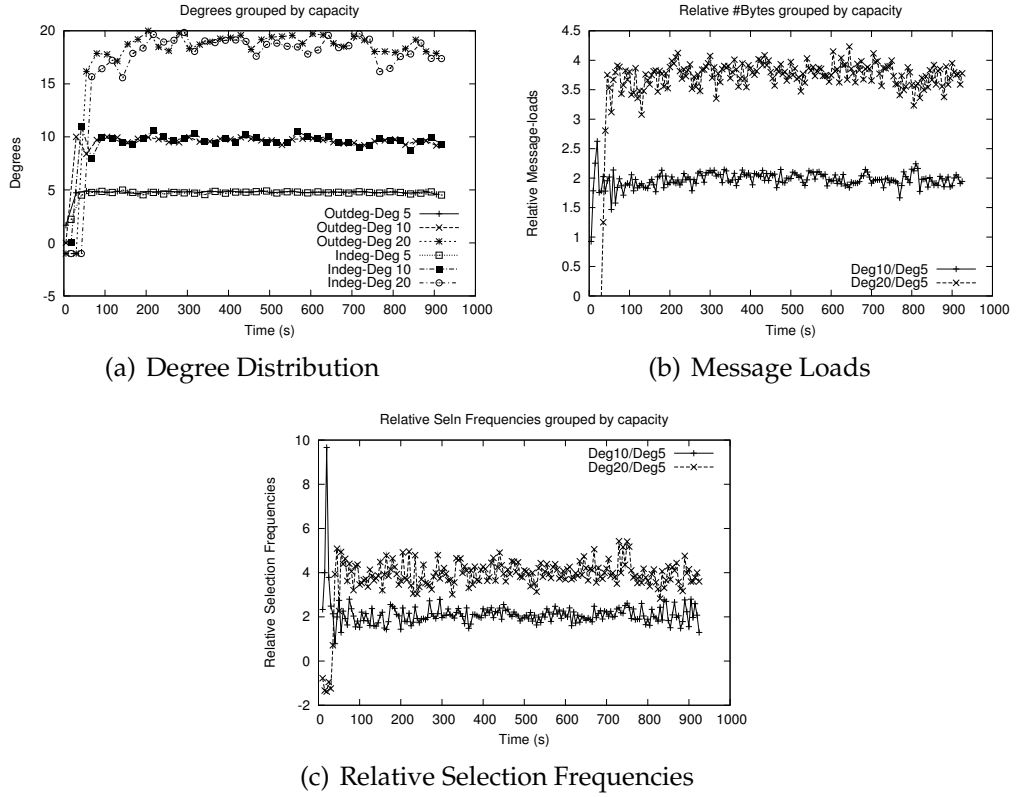 Degrees grouped by capacity
Degrees
20
15
10
5
0
-5
Outdeg-Deg 5
Outdeg-Deg 10
Outdeg-Deg 20
Indeg-Deg 5
Indeg-Deg 10
Indeg-Deg 20
0 100 200 300 400 500 600 700 800 900 1000
Time (s)
(a) Degree Distribution
Relative #Bytes grouped by capacity
Relative Message-loads
4.5
4
3.5
3
2.5
2
1.5
1
0.5
0
Deg10/Deg5
Deg20/Deg5
0 100 200 300 400 500 600 700 800 900 1000
Time (s)
(b) Message Loads
Relative Seln Frequencies grouped by capacity
Relative Selection Frequencies
10
8
6
4
2
0
-2
Deg10/Deg5
Deg20/Deg5
0 100 200 300 400 500 600 700 800 900 1000
Time (s)
(c) Relative Selection Frequencies